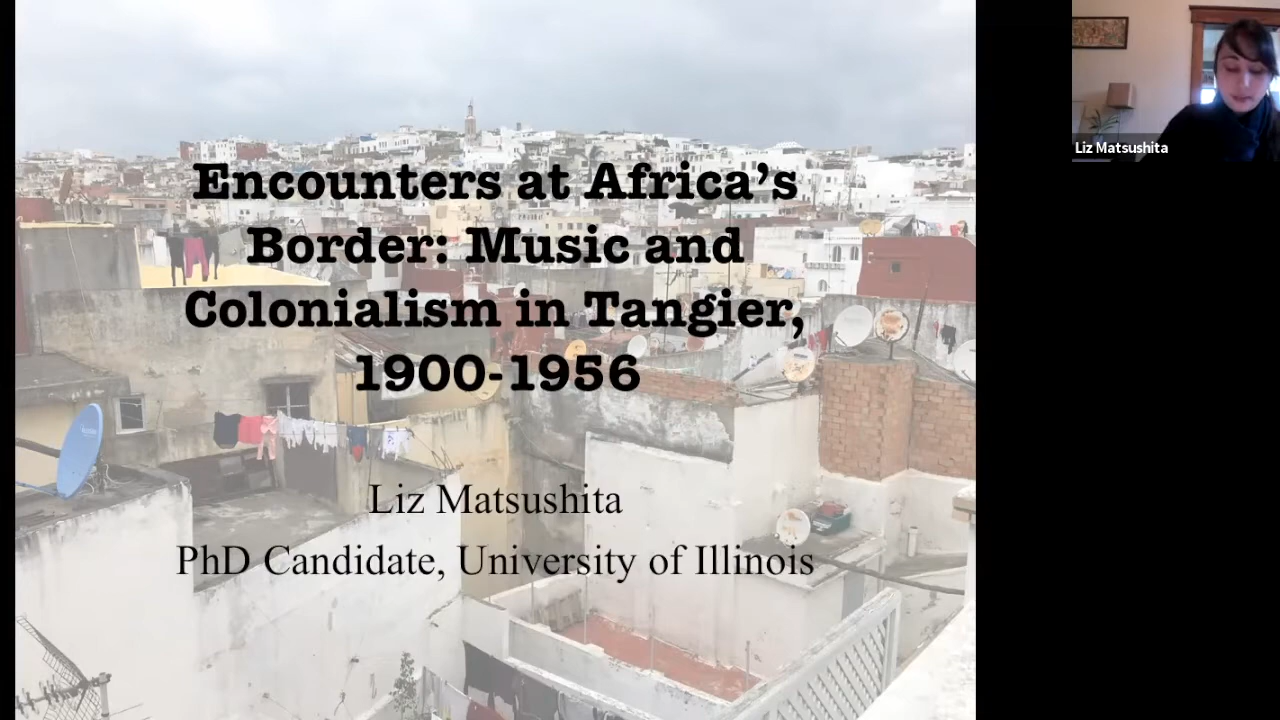 Encounters at Africa's
Border: Music and
Colonialism in Tangier,
1900-1956
Liz Matsushita
PhD Candidate, University of Illinois
Liz Matsushita